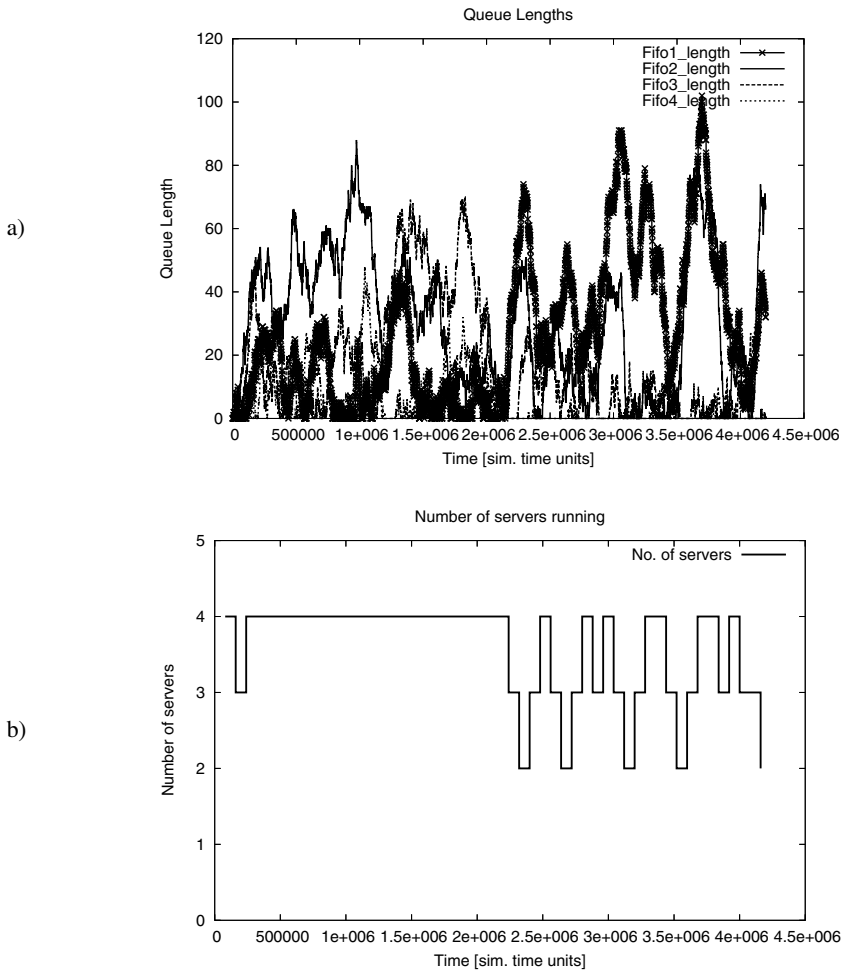 Queue Lengths
120
100
80
60
40
20
0
Queue Length
Fifo1_length
Fifo2_length
Fifo3_length
Fifo4_length
0 500000 1e+006 1.5e+006 2e+006 2.5e+006 3e+006 3.5e+006 4e+006 4.5e+006
Time [sim. time units]
a)
Number of servers running
5
4
3
2
1
0
Number of servers
No. of servers
0 500000 1e+006 1.5e+006 2e+006 2.5e+006 3e+006 3.5e+006 4e+006 4.5e+006
Time [sim. time units]
b)